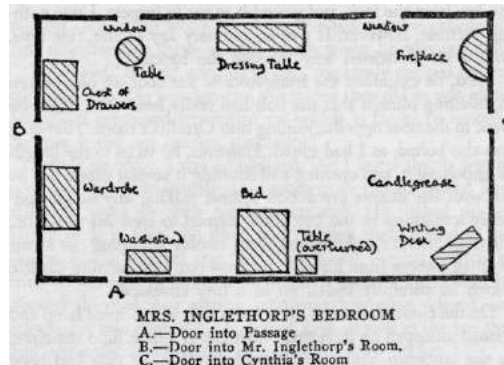 window
window
Table
Dressing Table
Fireplace
Chest of
Drawers
B
Wardrobe
Bed
Candlegrease
Washstand
Table
(overturned)
Writing
Desk
A
MRS. INGLETHORP'S BEDROOM
A.—Door into Passage
B.—Door into Mr. Inglethorp's Room.
C.—Door into Cynthia's Room